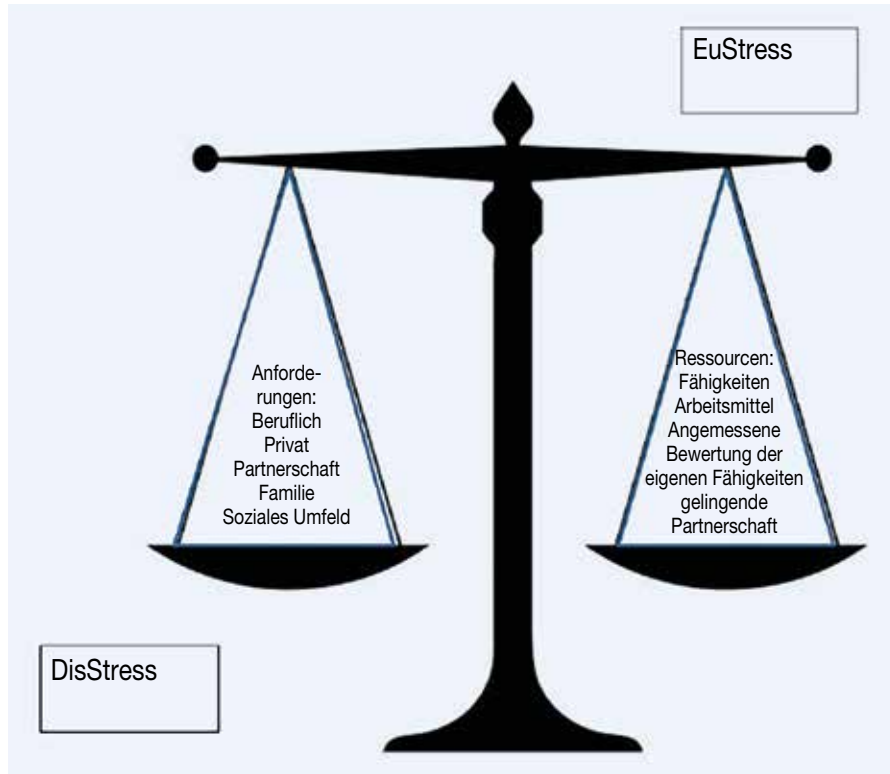 EuStress
Anforde-
rungen:
Beruflich
Privat
Partnerschaft
Familie
Soziales Umfeld
Ressourcen:
Fähigkeiten
Arbeitsmittel
Angemessene
Bewertung der
eigenen Fähigkeiten
gelingende
Partnerschaft
DisStress